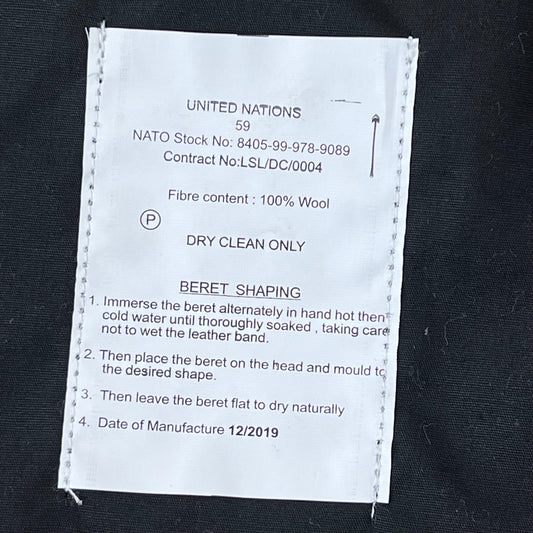 UNITED NATIONS
59
NATO Stock No: 8405-99-978-9089
Contract No:LSL/DC/0004
Fibre content : 100% Wool
P
DRY CLEAN ONLY
BERET SHAPING
1. Immerse the beret alternately in hand hot then
cold water until thoroughly soaked , taking care
not to wet the leather band.
2. Then place the beret on the head and mould to
the desired shape.
3. Then leave the beret flat to dry naturally
4. Date of Manufacture 12/2019